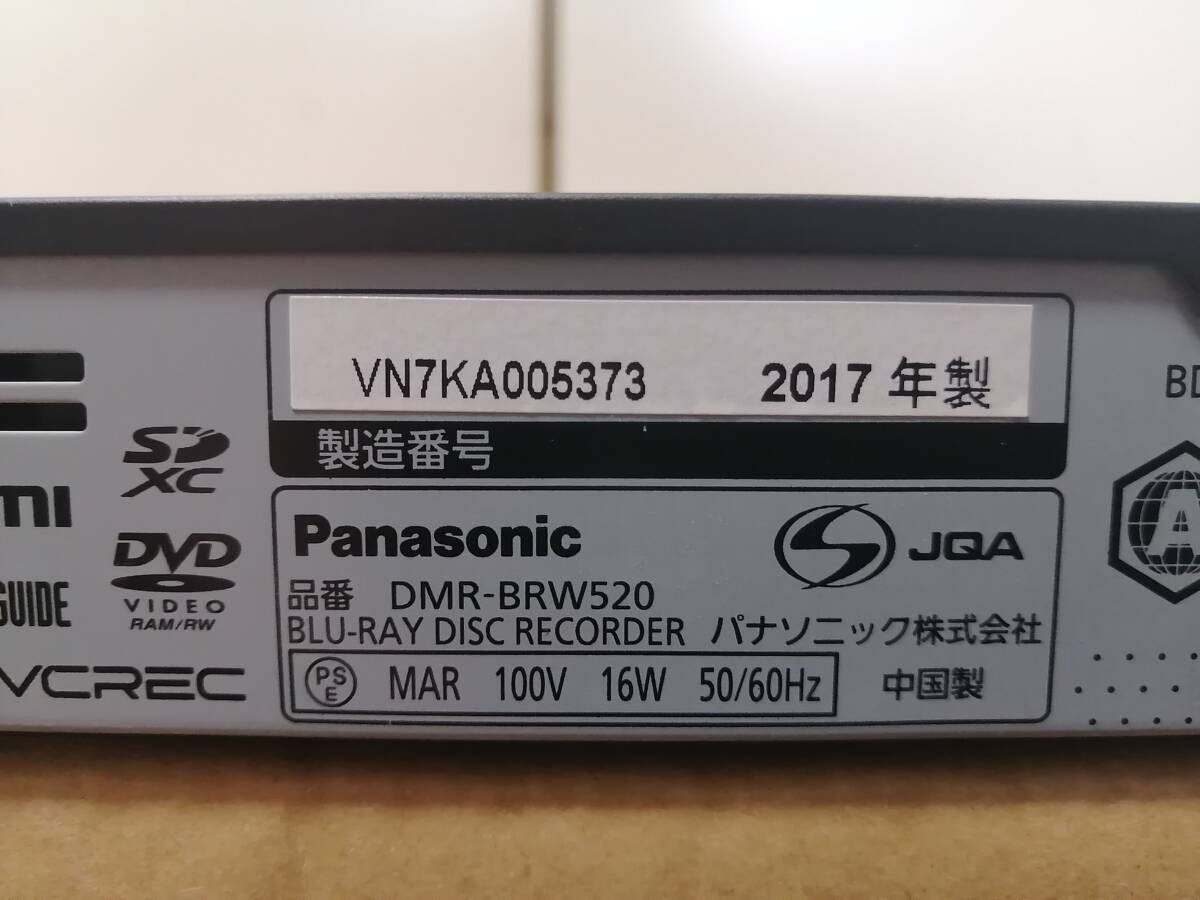 VN7KA005373 2017 年製
製造番号
SD
XC
DVD
VIDEO
RAM/RW
GUIDE
VCREC
Panasonic
S JQA
品番 DMR-BRW520
BLU-RAY DISC RECORDER パナソニック株式会社
PS
E
MAR 100V 16W 50/60Hz 中国製
A